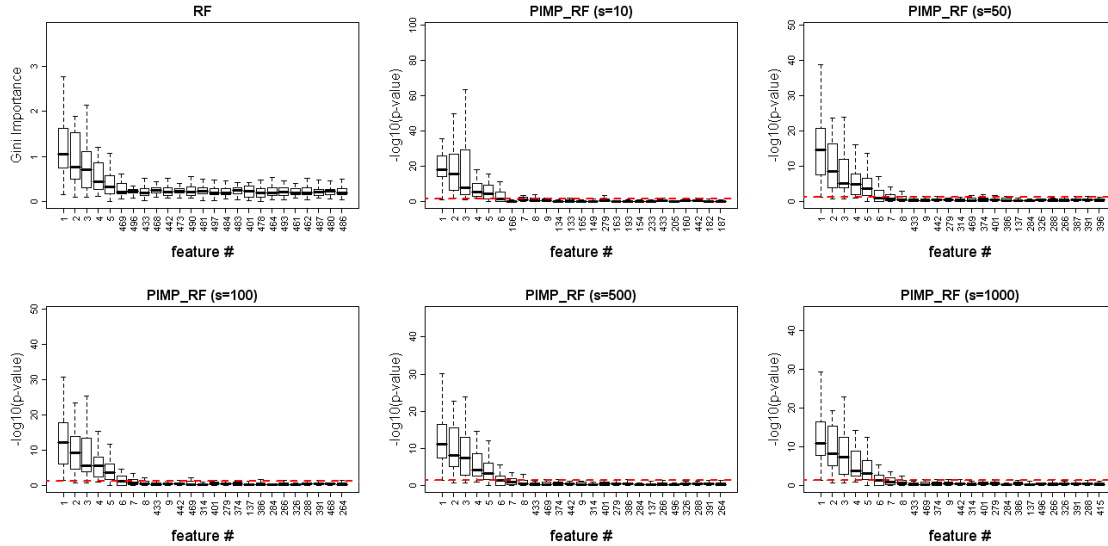 RF
Gini Importance
0 1 2 3
1 2 3 4 5 469 496 433 466 442 472 490 481 497 484 483 401 478 464 493 461 462 487 480 486
feature #
PIMP_RF (s=10)
-log10(p-value)
0 20 40 60 80 100
1 2 3 4 5 6 166 7 8 9 134 133 165 149 279 163 193 154 233 433 205 160 442 182 187
feature #
PIMP_RF (s=50)
-log10(p-value)
0 10 20 30 40 50
1 2 3 4 5 6 7 8 433 9 442 279 314 469 374 401 386 137 284 326 288 266 387 391 396
feature #
PIMP_RF (s=100)
-log10(p-value)
0 10 20 30 40 50
1 2 3 4 5 6 7 8 433 9 442 469 314 401 279 374 137 386 284 264 266 326 288 468 264
feature #
PIMP_RF (s=500)
-log10(p-value)
0 10 20 30 40
1 2 3 4 5 6 7 8 433 469 374 442 9 314 401 279 386 284 137 266 496 326 288 391 264
feature #
PIMP_RF (s=1000)
-log10(p-value)
0 10 20 30 40
1 2 3 4 5 6 7 8 433 469 374 9 442 314 401 279 284 386 137 496 266 326 391 288 415
feature #